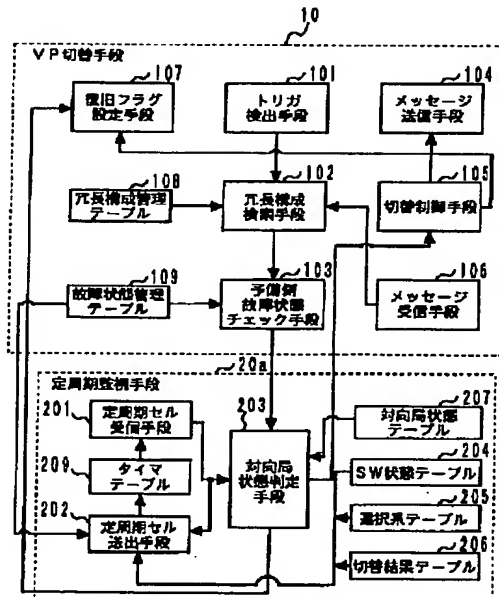 10
VP切替手段
107
復旧フラグ
設定手段
101
トリガ
検出手段
104
メッセージ
送信手段
108
冗長構成管理
テーブル
102
冗長構成
検索手段
105
切替制御手段
109
故障状態管理
テーブル
103
予備側
故障状態
チェック手段
106
メッセージ
受信手段
20a
定周期監視手段
201
定周期セル
受信手段
209
タイマ
テーブル
202
定周期セル
送出手段
203
対向局
状態判定
手段
207
対向局状態
テーブル
204
SW状態テーブル
205
選択系テーブル
206
切替結果テーブル